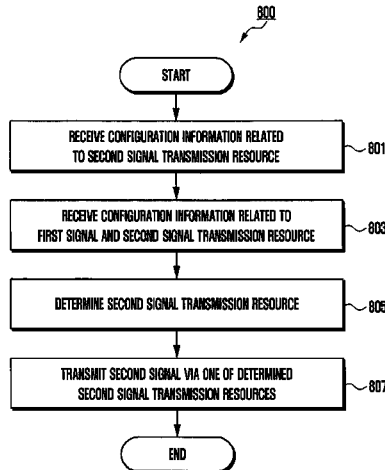 800
START
RECEIVE CONFIGURATION INFORMATION RELATED
TO SECOND SIGNAL TRANSMISSION RESOURCE
801
RECEIVE CONFIGURATION INFORMATION RELATED TO
FIRST SIGNAL AND SECOND SIGNAL TRANSMISSION RESOURCE
803
DETERMINE SECOND SIGNAL TRANSMISSION RESOURCE
805
TRANSMIT SECOND SIGNAL VIA ONE OF DETERMINED
SECOND SIGNAL TRANSMISSION RESOURCES
807
END